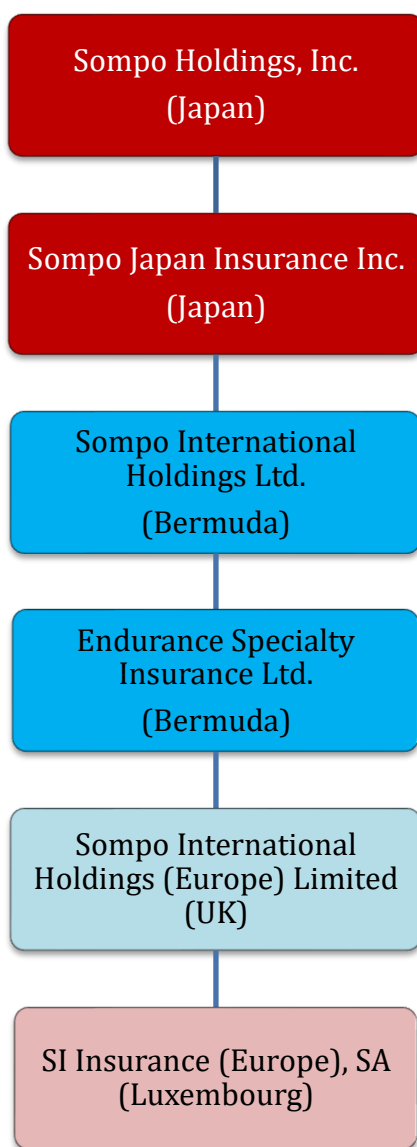 Sompo Holdings, Inc.
(Japan)
Sompo Japan Insurance Inc.
(Japan)
Sompo International
Holdings Ltd.
(Bermuda)
Endurance Specialty
Insurance Ltd.
(Bermuda)
Sompo International
Holdings (Europe) Limited
(UK)
SI Insurance (Europe), SA
(Luxembourg)